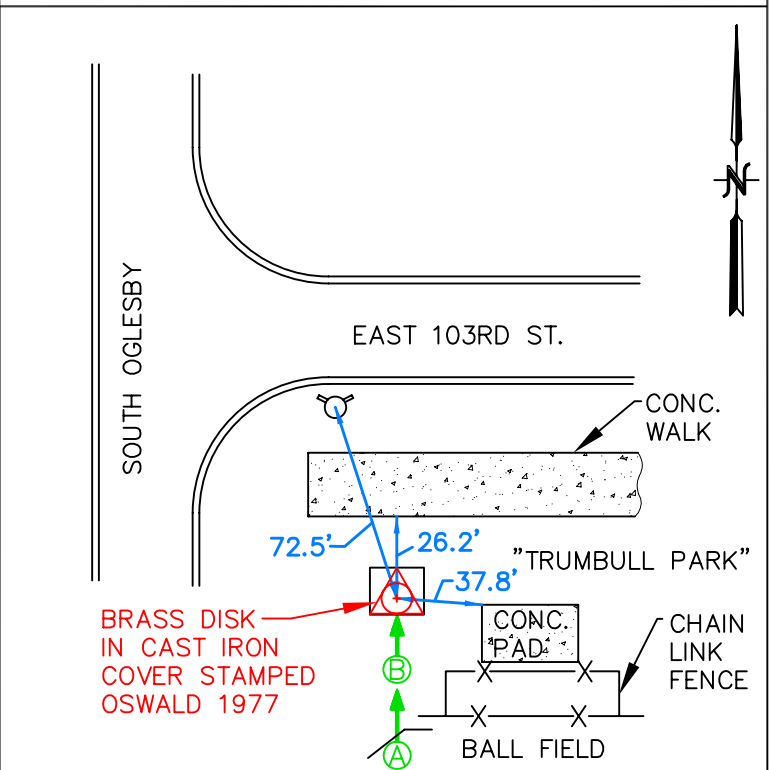 N
SOUTH OGLESBY
EAST 103RD ST.
CONC.
WALK
72.5'
26.2'
"TRUMBULL PARK"
37.8'
BRASS DISK
IN CAST IRON
COVER STAMPED
OSWALD 1977
CONC.
PAD
CHAIN
LINK
FENCE
B
BALL FIELD
A